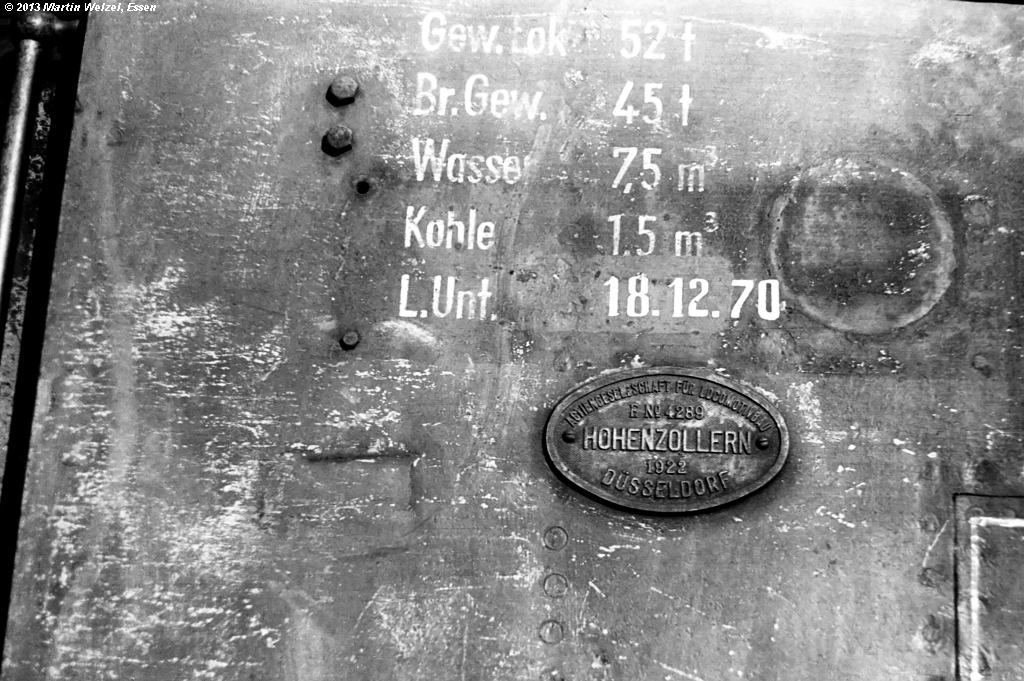 © 2013 Martin Welzel, Essen
Gew. Lok 52 t
Br. Gew. 45 t
Wasser 7,5 m³
Kohle 1.5 m³
L. Unt. 18.12.70
ACTIENGESELLSCHAFT FÜR LOCOMOTIVBAU
F. No 4289
HOHENZOLLERN
1922
DÜSSELDORF